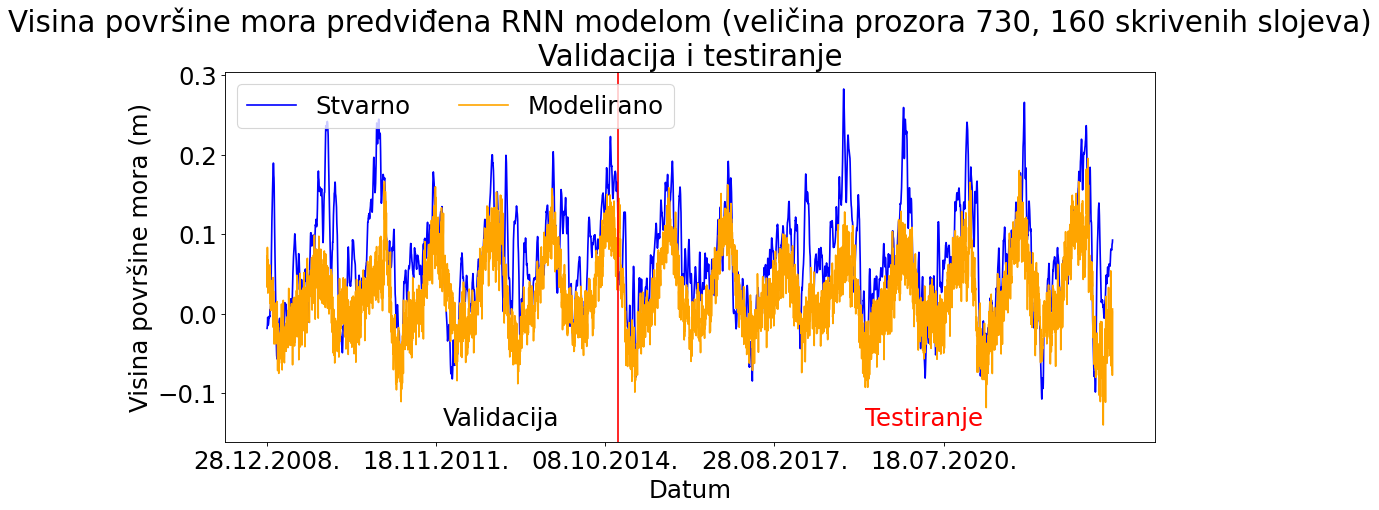 Visina površine mora predviđena RNN modelom (veličina prozora 730, 160 skrivenih slojeva)
Validacija i testiranje
Stvarno Modelirano
Visina površine mora (m)
0.3
0.2
0.1
0.0
−0.1
Validacija Testiranje
28.12.2008. 18.11.2011. 08.10.2014. 28.08.2017. 18.07.2020.
Datum